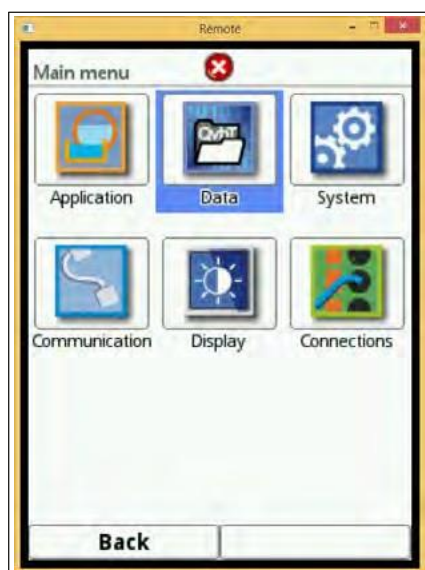 Remote
Main menu
Application Data System
Communication Display Connections
Back